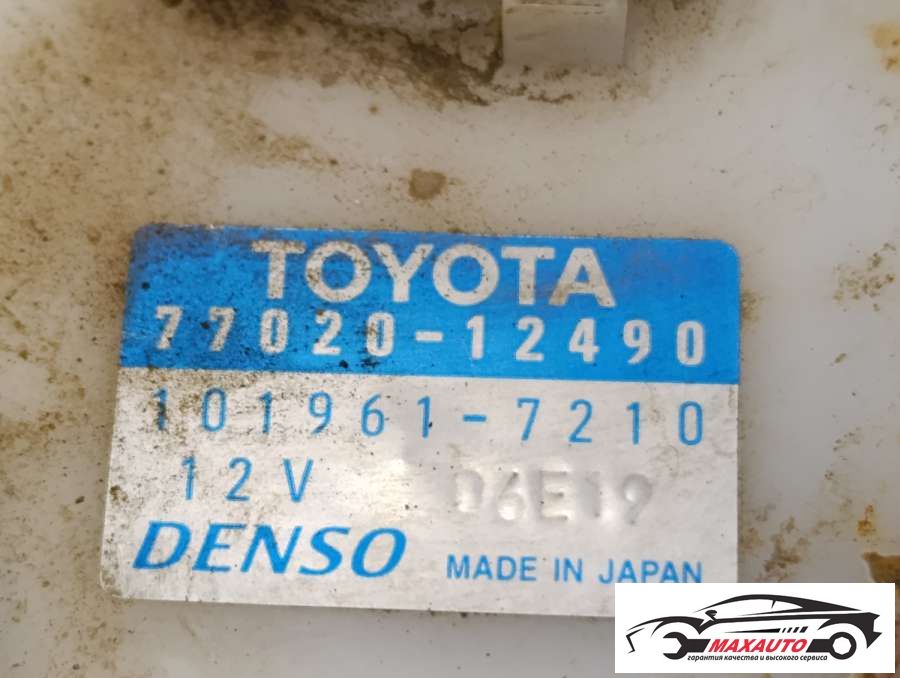 TOYOTA
77020-12490
101961-7210
12V D6E19
DENSO MADE IN JAPAN
MAXAUTO
гарантия качества и высокого сервиса